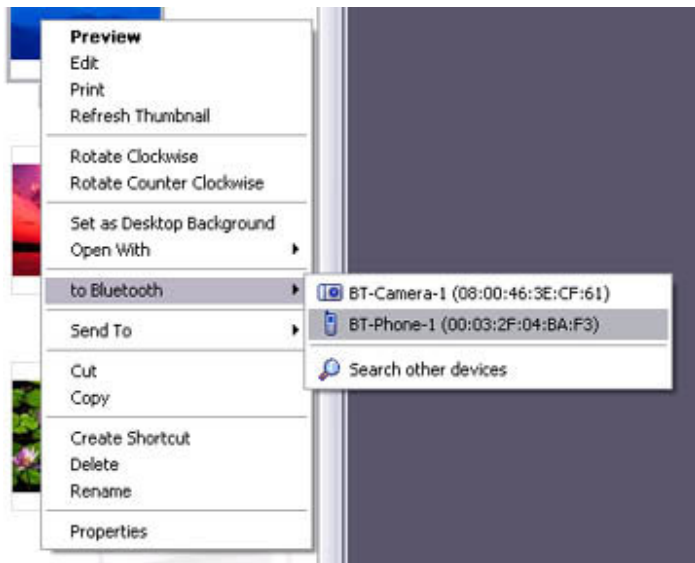 Preview
Edit
Print
Refresh Thumbnail
Rotate Clockwise
Rotate Counter Clockwise
Set as Desktop Background
Open With
to Bluetooth
BT-Camera-1 (08:00:46:3E:CF:61)
BT-Phone-1 (00:03:2F:04:BA:F3)
Search other devices
Send To
Cut
Copy
Create Shortcut
Delete
Rename
Properties